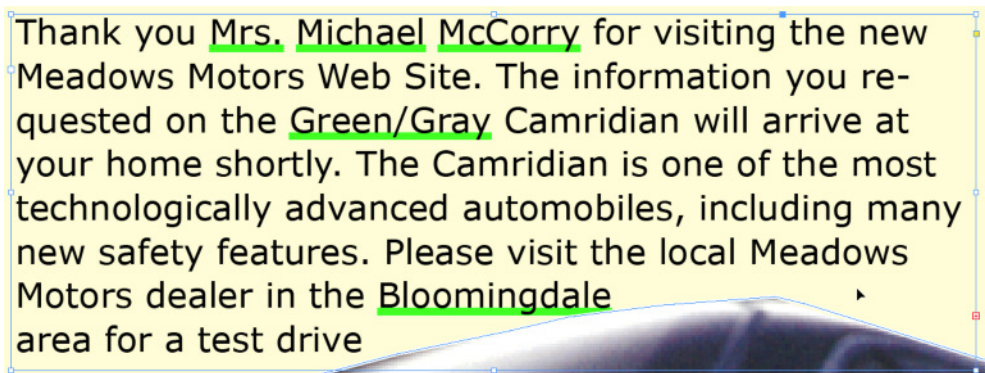 Thank you Mrs. Michael McCorry for visiting the new
Meadows Motors Web Site. The information you re-
quested on the Green/Gray Camridian will arrive at
your home shortly. The Camridian is one of the most
technologically advanced automobiles, including many
new safety features. Please visit the local Meadows
Motors dealer in the Bloomingdale
area for a test drive